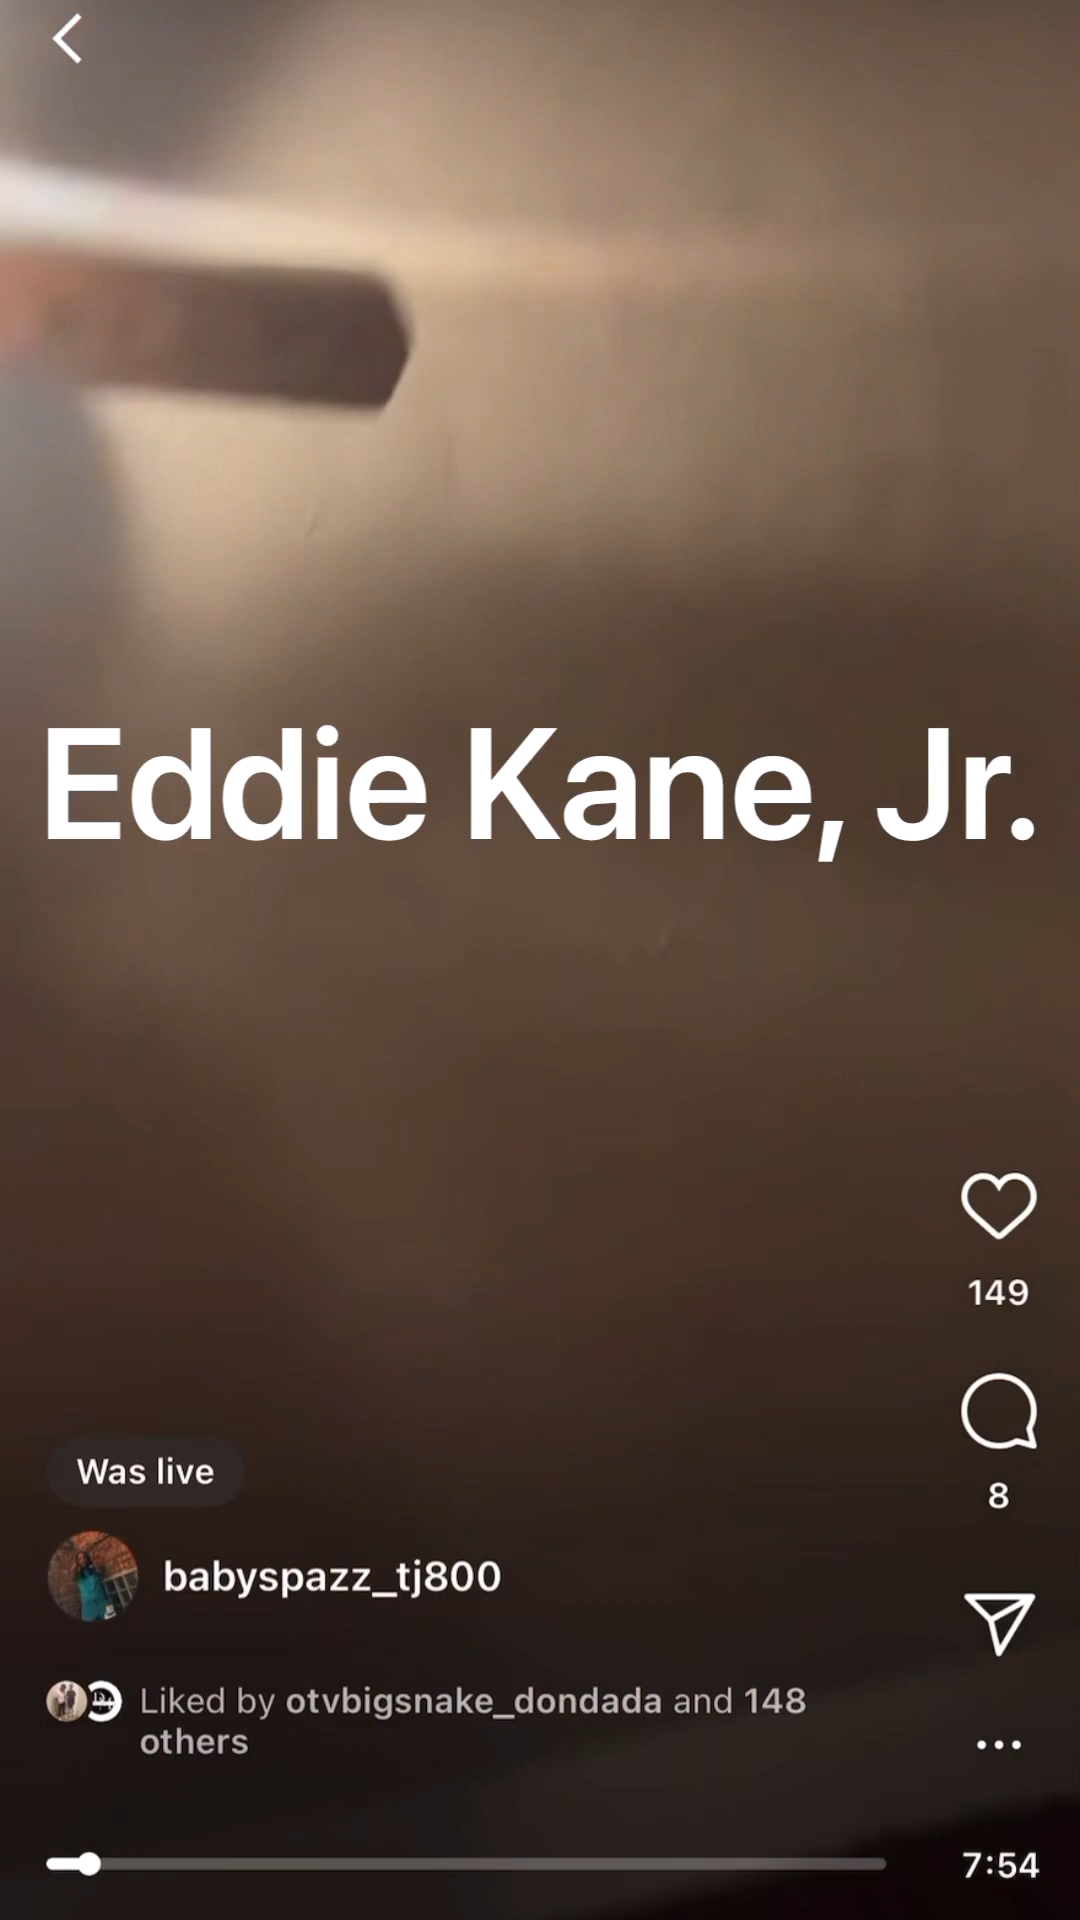 Eddie Kane, Jr.
149
8
Was live
babyspazz_tj800
Liked by otvbigsnake_dondada and 148
others
7:54